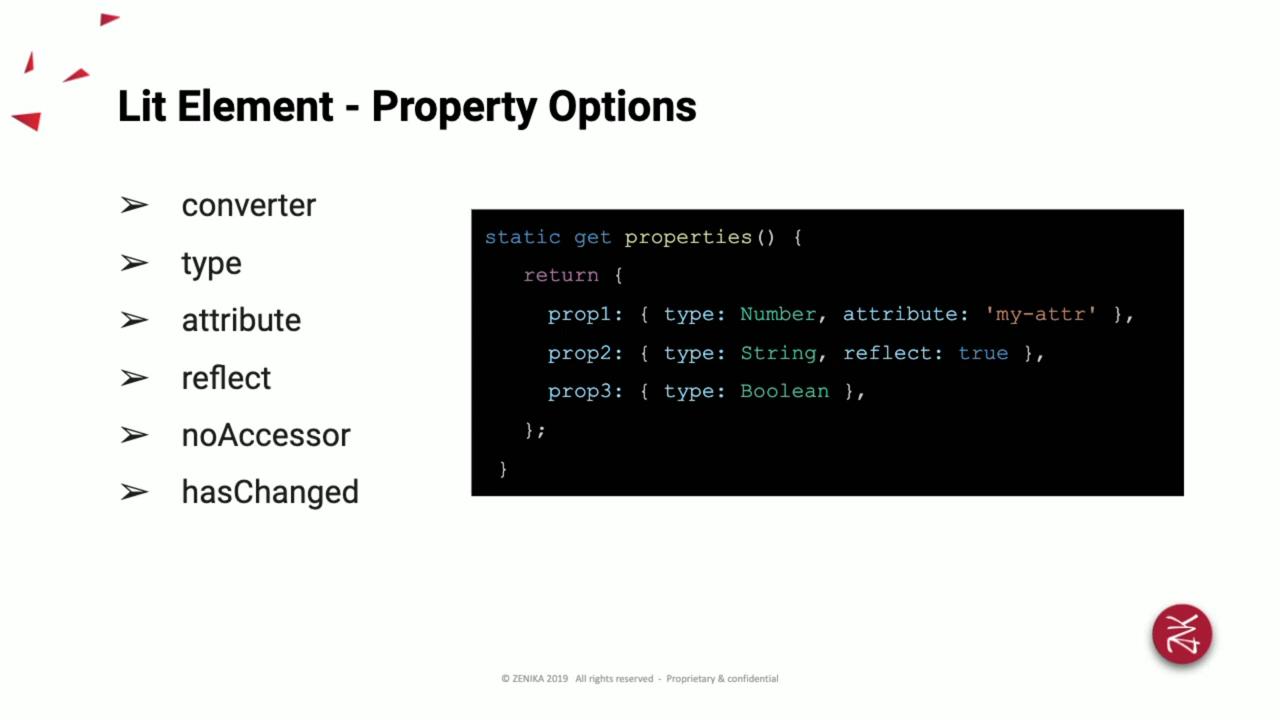 Lit Element - Property Options
➢ converter
➢ type
➢ attribute
➢ reflect
➢ noAccessor
➢ hasChanged
static get properties() {
return {
prop1: { type: Number, attribute: 'my-attr' },
prop2: { type: String, reflect: true },
prop3: { type: Boolean },
};
}
ZNK
© ZENIKA 2019 All rights reserved - Proprietary & confidential